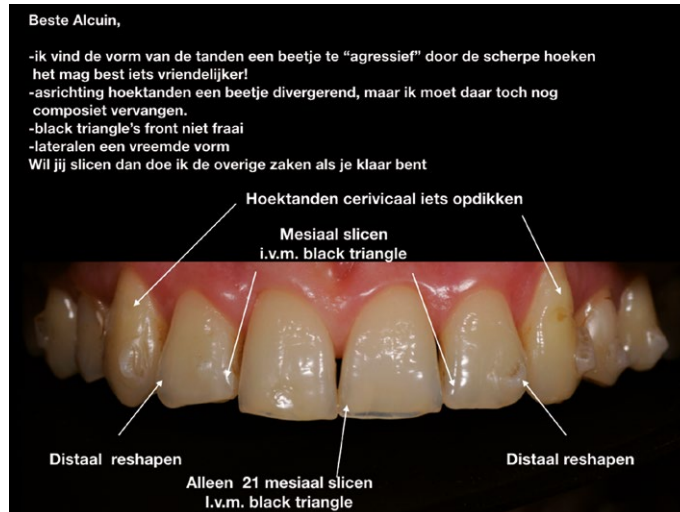 Beste Alcuin,
-ik vind de vorm van de tanden een beetje te “agressief” door de scherpe hoeken
het mag best iets vriendelijker!
-asrichting hoektanden een beetje divergerend, maar ik moet daar toch nog
composiet vervangen.
-black triangle's front niet fraai
-lateralen een vreemde vorm
Wil jij slicen dan doe ik de overige zaken als je klaar bent
Hoektanden cerivicaal iets opdikken
Mesiaal slicen
i.v.m. black triangle
Distaal reshapen
Distaal reshapen
Alleen 21 mesiaal slicen
I.v.m. black triangle